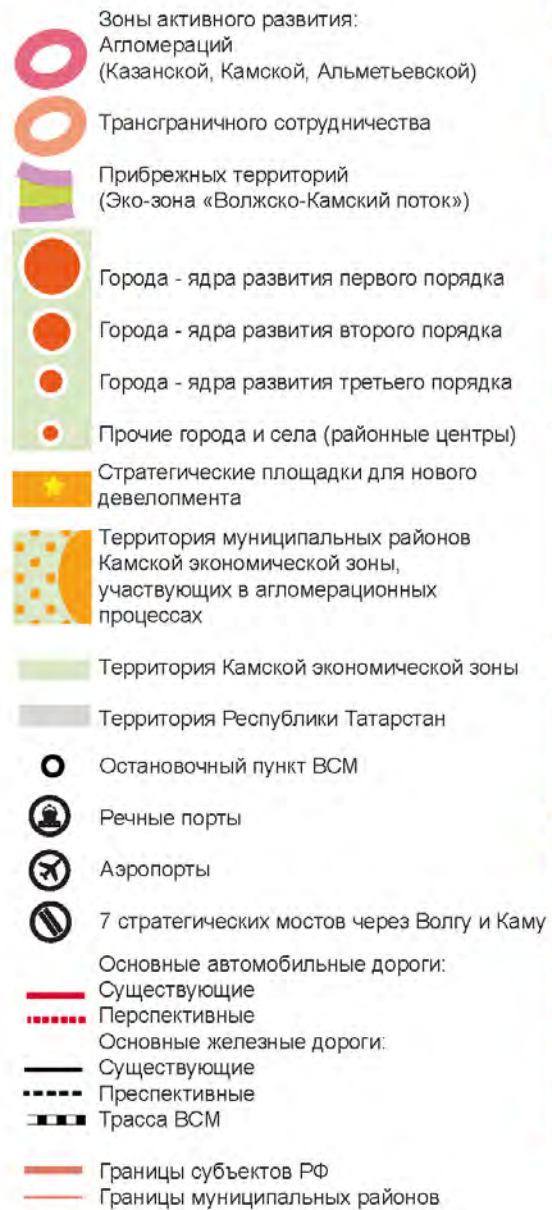 Зоны активного развития:
Агломераций
(Казанской, Камской, Альметьевской)
Трансграничного сотрудничества
Прибрежных территорий
(Эко-зона «Волжско-Камский поток»)
Города - ядра развития первого порядка
Города - ядра развития второго порядка
Города - ядра развития третьего порядка
Прочие города и села (районные центры)
Стратегические площадки для нового
девелопмента
Территория муниципальных районов
Камской экономической зоны,
участвующих в агломерационных
процессах
Территория Камской экономической зоны
Территория Республики Татарстан
Остановочный пункт ВСМ
Речные порты
Аэропорты
7 стратегических мостов через Волгу и Каму
Основные автомобильные дороги:
Существующие
Перспективные
Основные железные дороги:
Существующие
Преспективные
Трасса ВСМ
Границы субъектов РФ
Границы муниципальных районов